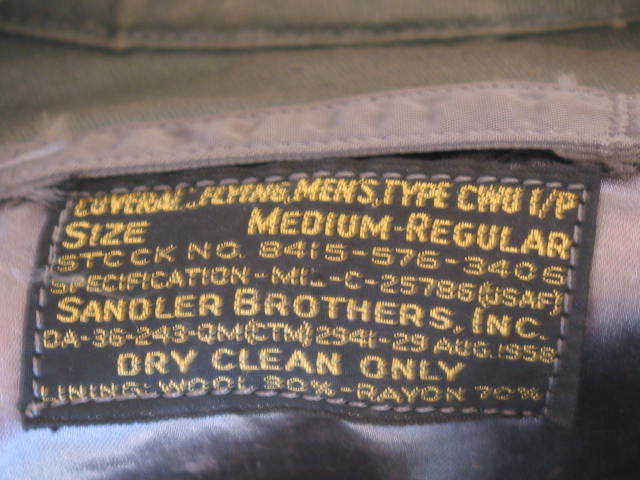 COVERALL, FLYING, MEN'S, TYPE CWU 1/P
SIZE MEDIUM-REGULAR
STOCK NO. 8415-576-3406
SPECIFICATION-MIL-C-25786(USAF)
SANDLER BROTHERS, INC.
DA-36-243-QM(CTM)2941-29 AUG. 1958
DRY CLEAN ONLY
LINING: WOOL 30%-RAYON 70%